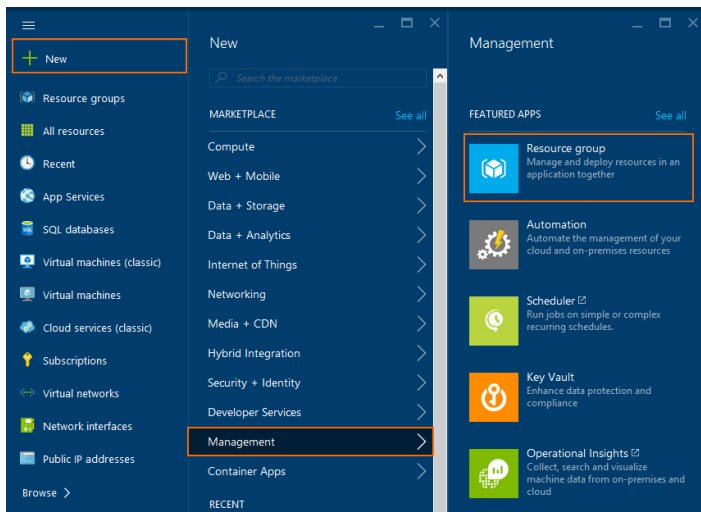 New
Resource groups
All resources
Recent
App Services
SQL databases
Virtual machines (classic)
Virtual machines
Cloud services (classic)
Subscriptions
Virtual networks
Network interfaces
Public IP addresses
Browse
New
Search the marketplace
MARKETPLACE See all
Compute
Web + Mobile
Data + Storage
Data + Analytics
Internet of Things
Networking
Media + CDN
Hybrid Integration
Security + Identity
Developer Services
Management
Container Apps
RECENT
Management
FEATURED APPS See all
Resource group
Manage and deploy resources in an
application together
Automation
Automate the management of your
cloud and on-premises resources
Scheduler
Run jobs on simple or complex
recurring schedules.
Key Vault
Enhance data protection and
compliance
Operational Insights
Collect, search and visualize
machine data from on-premises and
cloud